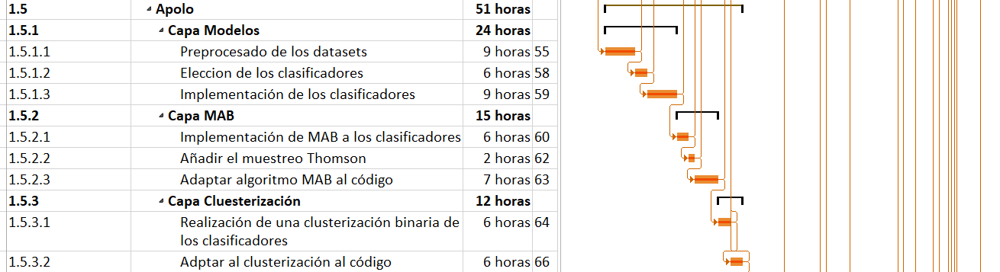 1.5 Apolo 51 horas
1.5.1 Capa Modelos 24 horas
1.5.1.1 Preprocesado de los datasets 9 horas 55
1.5.1.2 Eleccion de los clasificadores 6 horas 58
1.5.1.3 Implementación de los clasificadores 9 horas 59
1.5.2 Capa MAB 15 horas
1.5.2.1 Implementación de MAB a los clasificadores 6 horas 60
1.5.2.2 Añadir el muestreo Thomson 2 horas 62
1.5.2.3 Adaptar algoritmo MAB al código 7 horas 63
1.5.3 Capa Cluesterización 12 horas
1.5.3.1 Realización de una clusterización binaria de 6 horas 64
los clasificadores
1.5.3.2 Adptar al clusterización al código 6 horas 66